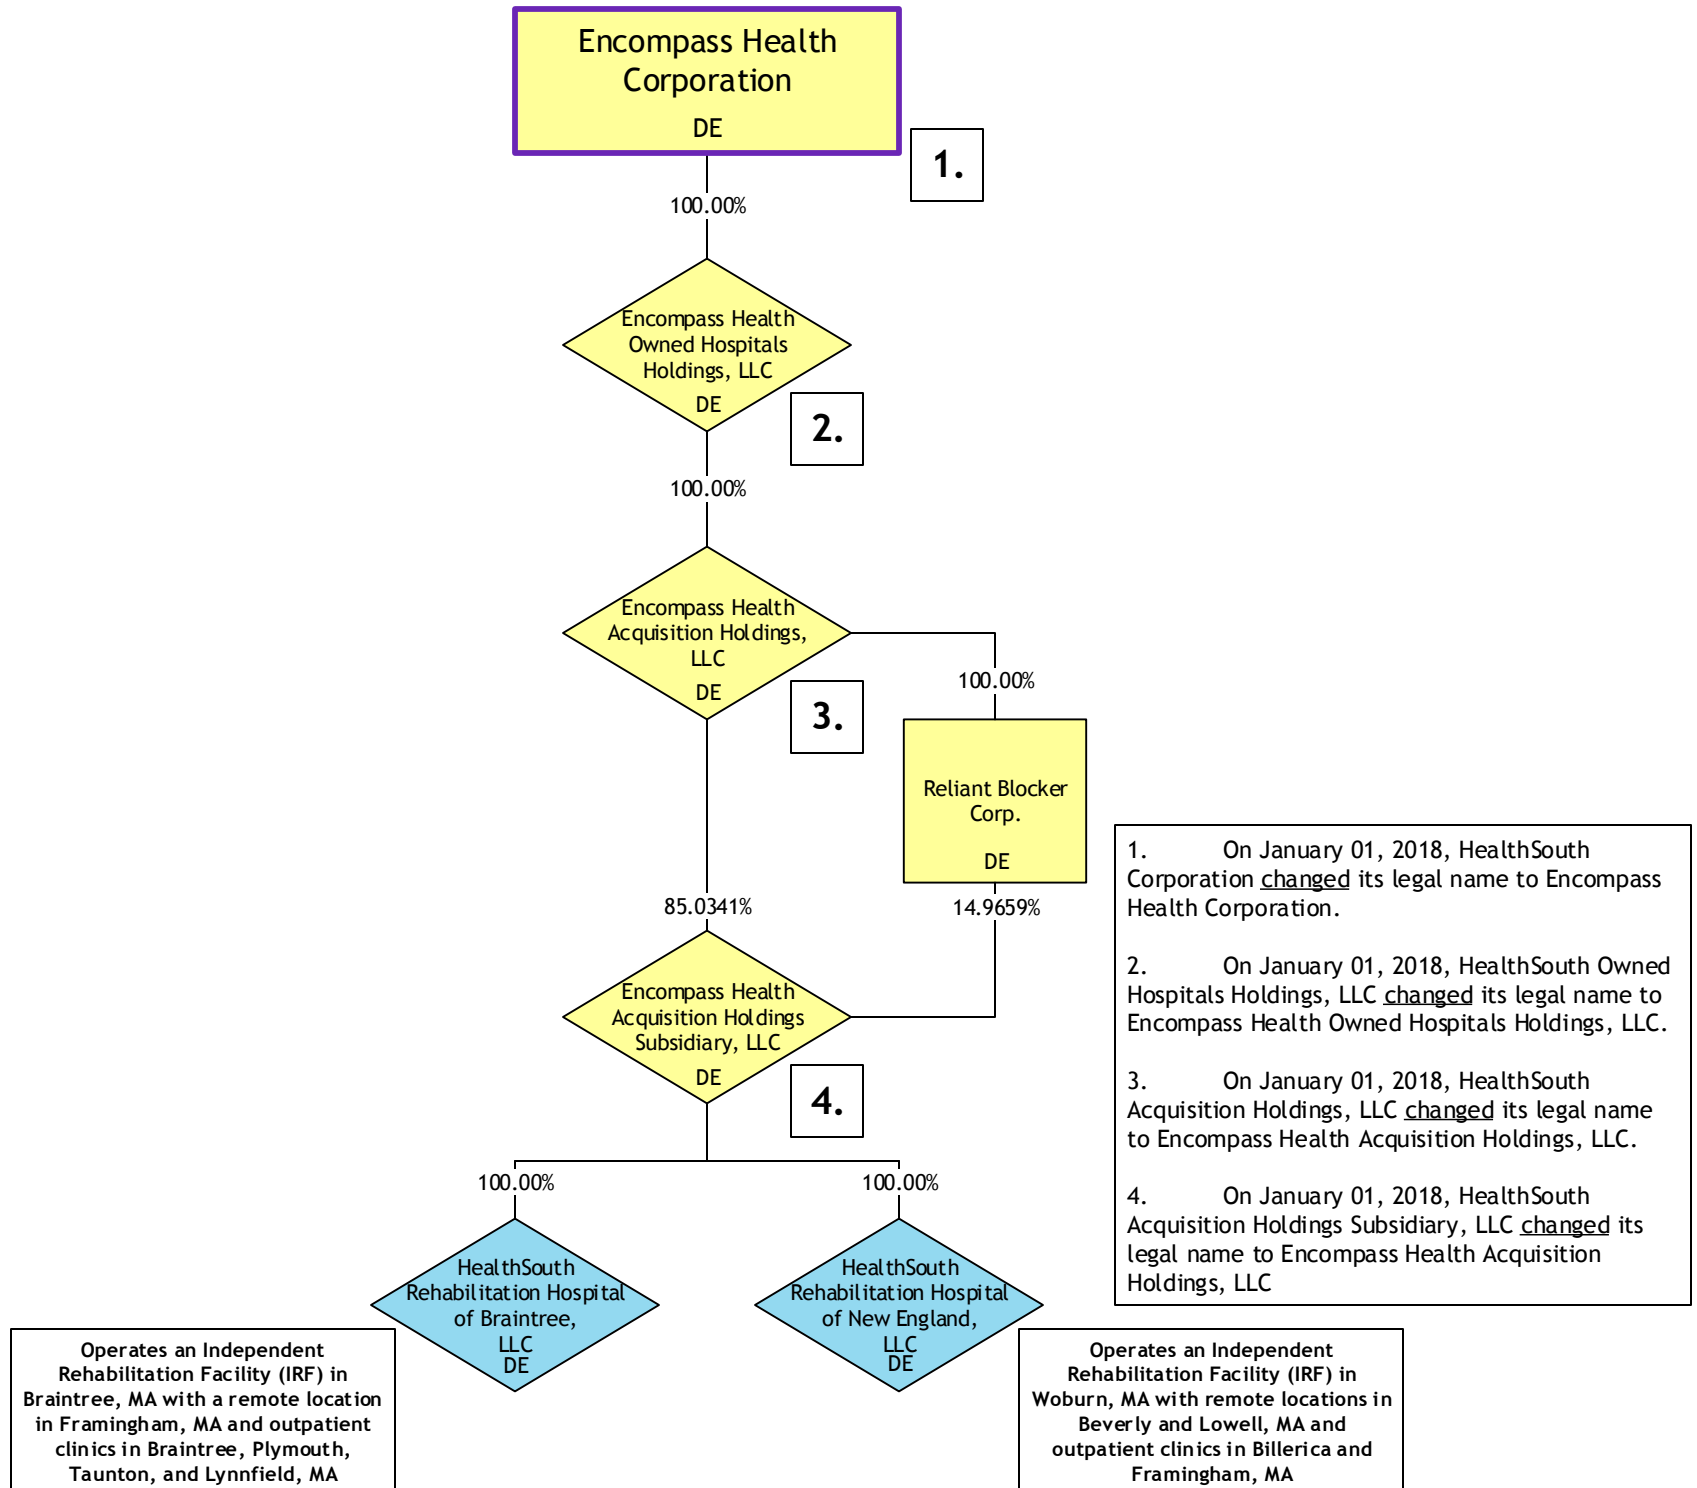 Encompass Health
Corporation
DE
1.
100.00%
Encompass Health
Owned Hospitals
Holdings, LLC
DE
2.
100.00%
Encompass Health
Acquisition Holdings,
LLC
DE
3.
100.00%
Reliant Blocker
Corp.
DE
85.0341%
14.9659%
Encompass Health
Acquisition Holdings
Subsidiary, LLC
DE
4.
100.00%
100.00%
HealthSouth
Rehabilitation Hospital
of Braintree,
LLC
DE
HealthSouth
Rehabilitation Hospital
of New England,
LLC
DE
1. On January 01, 2018, HealthSouth
Corporation changed its legal name to Encompass
Health Corporation.
2. On January 01, 2018, HealthSouth Owned
Hospitals Holdings, LLC changed its legal name to
Encompass Health Owned Hospitals Holdings, LLC.
3. On January 01, 2018, HealthSouth
Acquisition Holdings, LLC changed its legal name
to Encompass Health Acquisition Holdings, LLC.
4. On January 01, 2018, HealthSouth
Acquisition Holdings Subsidiary, LLC changed its
legal name to Encompass Health Acquisition
Holdings, LLC
Operates an Independent
Rehabilitation Facility (IRF) in
Braintree, MA with a remote location
in Framingham, MA and outpatient
clinics in Braintree, Plymouth,
Taunton, and Lynnfield, MA
Operates an Independent
Rehabilitation Facility (IRF) in
Woburn, MA with remote locations in
Beverly and Lowell, MA and
outpatient clinics in Billerica and
Framingham, MA